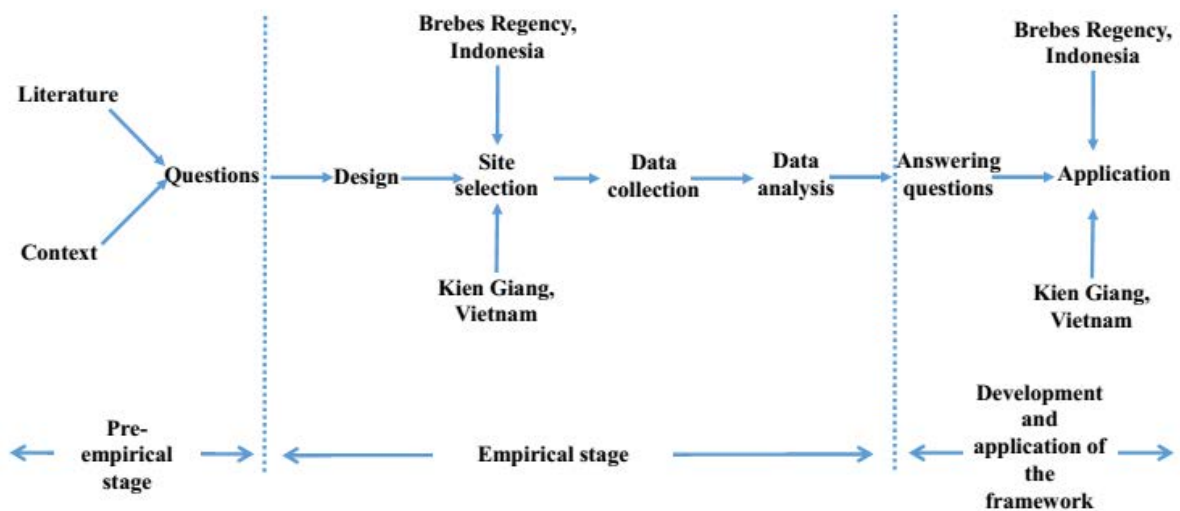 Brebes Regency,
Indonesia
Brebes Regency,
Indonesia
Literature
Questions
Design
Site
selection
Data
collection
Data
analysis
Answering
questions
Application
Context
Kien Giang,
Vietnam
Kien Giang,
Vietnam
Pre-
empirical
stage
Empirical stage
Development
and
application of
the
framework